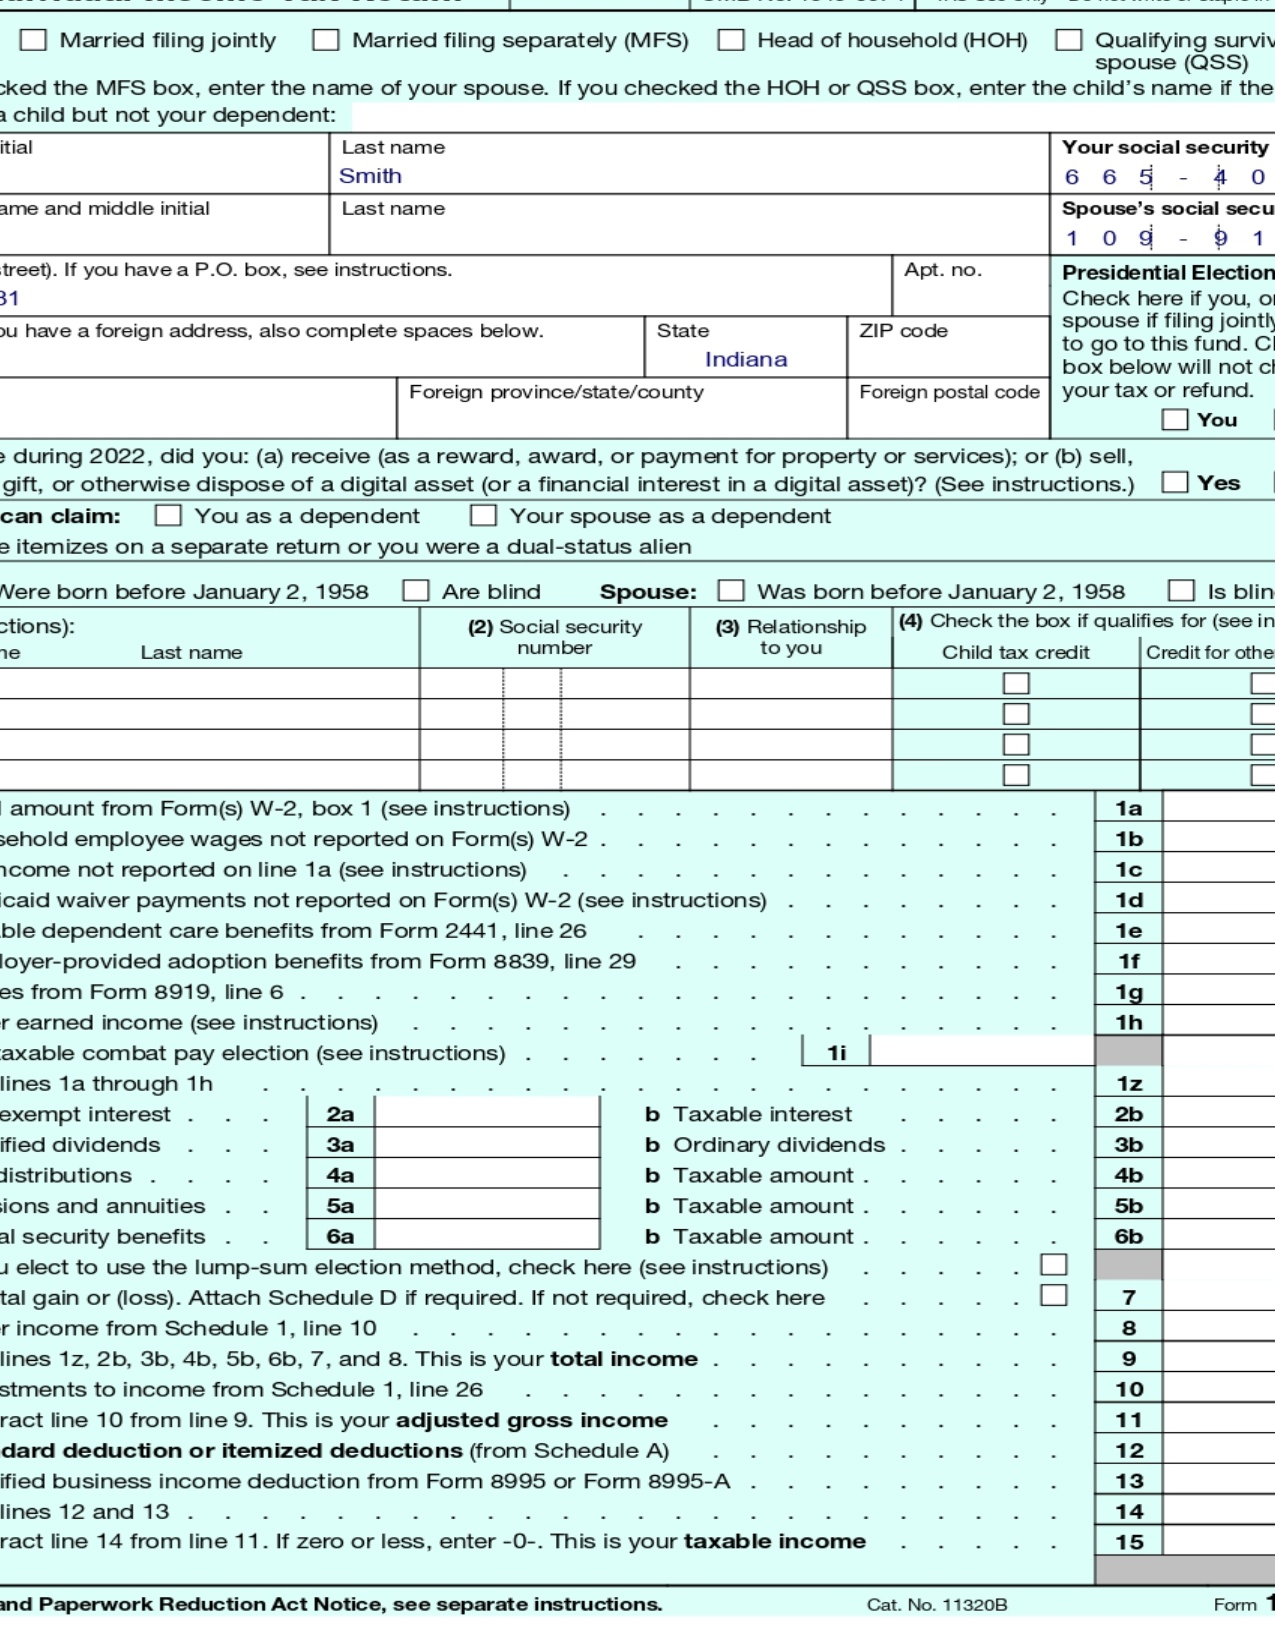 Married filing jointly Married filing separately (MFS) Head of household (HOH) Qualifying surviv
spouse (QSS)
cked the MFS box, enter the name of your spouse. If you checked the HOH or QSS box, enter the child's name if the
a child but not your dependent:
itial Last name Your social security
Smith 6 6 5 - 4 0
ame and middle initial Last name Spouse's social secu
1 0 9 - 9 1
treet). If you have a P.O. box, see instructions. Apt. no. Presidential Election
31 Check here if you, or
spouse if filing jointly
ou have a foreign address, also complete spaces below. State ZIP code
to go to this fund. Ch
Indiana
box below will not ch
Foreign province/state/county Foreign postal code your tax or refund.
You
e during 2022, did you: (a) receive (as a reward, award, or payment for property or services); or (b) sell,
gift, or otherwise dispose of a digital asset (or a financial interest in a digital asset)? (See instructions.) Yes
can claim: You as a dependent Your spouse as a dependent
e itemizes on a separate return or you were a dual-status alien
Were born before January 2, 1958 Are blind Spouse: Was born before January 2, 1958 Is blin
ctions): (2) Social security (3) Relationship (4) Check the box if qualifies for (see in
me Last name number to you Child tax credit Credit for othe
l amount from Form(s) W-2, box 1 (see instructions) . . . . . . . . . . . 1a
sehold employee wages not reported on Form(s) W-2 . . . . . . . . . . . 1b
ncome not reported on line 1a (see instructions) . . . . . . . . . . . . 1c
icaid waiver payments not reported on Form(s) W-2 (see instructions) . . . . . . 1d
ble dependent care benefits from Form 2441, line 26 . . . . . . . . . . 1e
loyer-provided adoption benefits from Form 8839, line 29 . . . . . . . . . 1f
es from Form 8919, line 6 . . . . . . . . . . . . . . . . 1g
r earned income (see instructions) . . . . . . . . . . . . . . 1h
taxable combat pay election (see instructions) . . . . . . 1i
lines 1a through 1h . . . . . . . . . . . . . . . . . 1z
exempt interest . . . 2a b Taxable interest . . . . 2b
ified dividends . . . 3a b Ordinary dividends . . . . 3b
distributions . . . . 4a b Taxable amount . . . . . 4b
sions and annuities . . 5a b Taxable amount . . . . . 5b
al security benefits . . 6a b Taxable amount . . . . . 6b
u elect to use the lump-sum election method, check here (see instructions) . . . . .
tal gain or (loss). Attach Schedule D if required. If not required, check here . . . . . 7
r income from Schedule 1, line 10 . . . . . . . . . . . . . . 8
lines 1z, 2b, 3b, 4b, 5b, 6b, 7, and 8. This is your total income . . . . . . . . 9
stments to income from Schedule 1, line 26 . . . . . . . . . . . . 10
ract line 10 from line 9. This is your adjusted gross income . . . . . . . . 11
dard deduction or itemized deductions (from Schedule A) . . . . . . . . 12
ified business income deduction from Form 8995 or Form 8995-A . . . . . . . 13
lines 12 and 13 . . . . . . . . . . . . . . . . . . . 14
ract line 14 from line 11. If zero or less, enter -0-. This is your taxable income . . . . 15
and Paperwork Reduction Act Notice, see separate instructions. Cat. No. 11320B Form 1